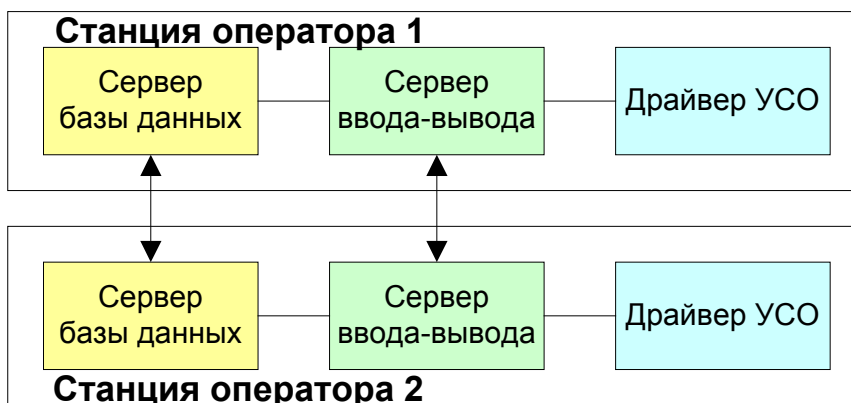 Станция оператора 1
Сервер
базы данных
Сервер
ввода-вывода
Драйвер УСО
Сервер
базы данных
Сервер
ввода-вывода
Драйвер УСО
Станция оператора 2